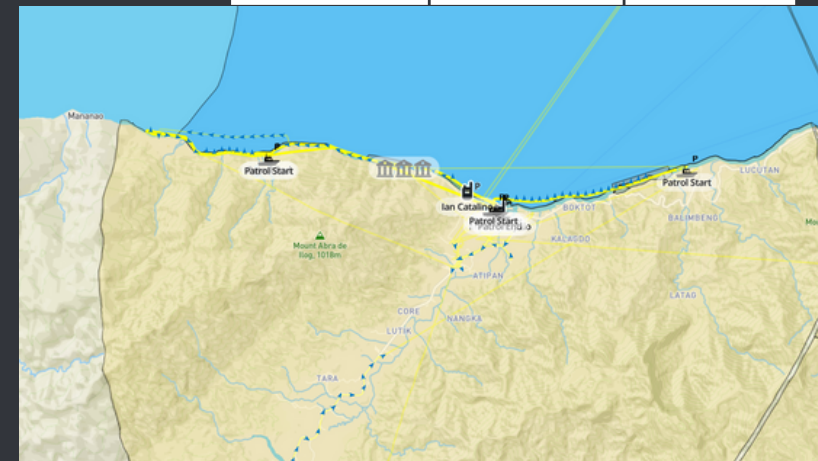 Mananao
P
Patrol Start
P
Ian Catalino
Patrol Start
P
Patrol Start
LUCUTAN
BOKTOT
BALIMBENG
KALAGOD
Mount Abra de
Ilog, 1018m
ATIPAN
LATAG
CORE
NANGKA
LUTIK
TARA